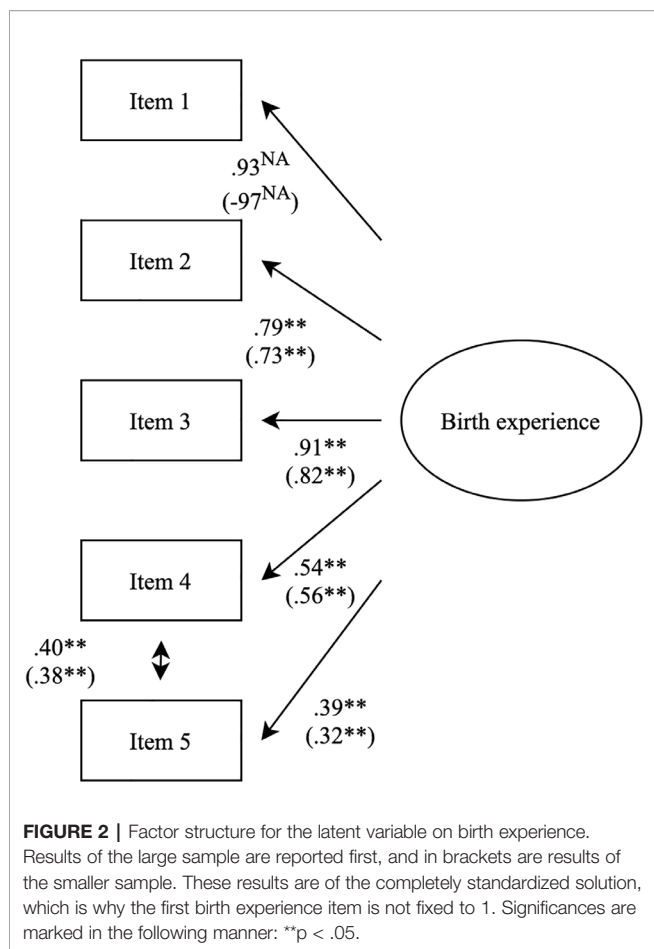 Item 1
.93NA
(-97NA)
Item 2
.79**
(.73**)
Item 3
Birth experience
.91**
(.82**)
Item 4
.54**
(.56**)
.40**
(.38**)
.39**
(.32**)
Item 5
FIGURE 2 | Factor structure for the latent variable on birth experience.
Results of the large sample are reported first, and in brackets are results of
the smaller sample. These results are of the completely standardized solution,
which is why the first birth experience item is not fixed to 1. Significances are
marked in the following manner: **p < .05.